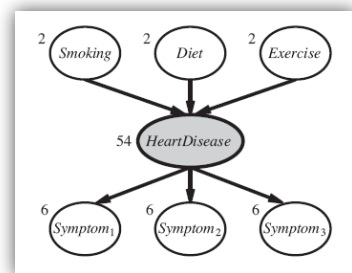 2 Smoking 2 Diet 2 Exercise
54 HeartDisease
6 6 6
Symptom₁ Symptom₂ Symptom₃